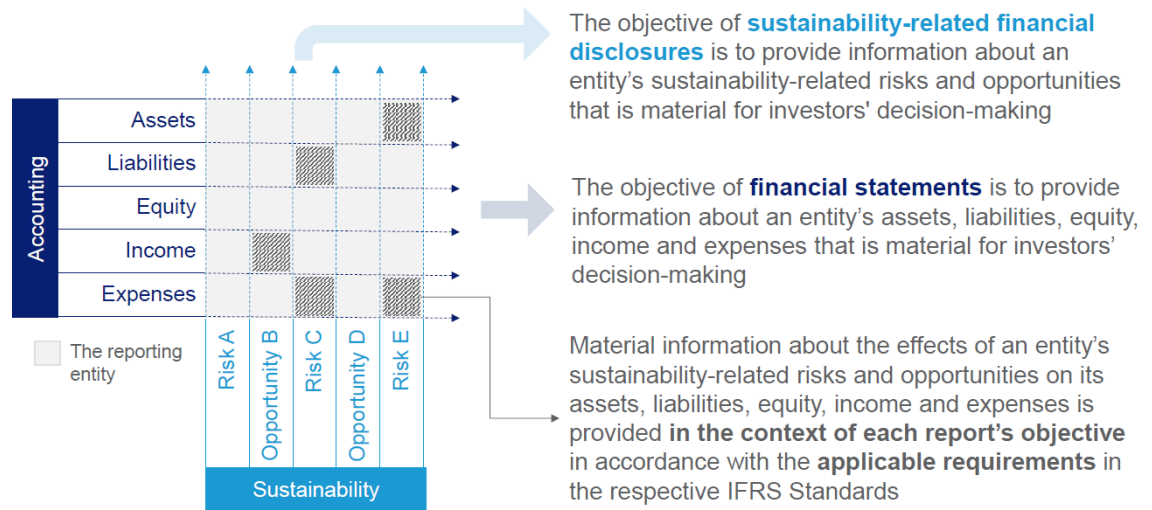 The objective of sustainability-related financial
disclosures is to provide information about an
entity's sustainability-related risks and opportunities
that is material for investors' decision-making
Accounting
Assets
Liabilities
Equity
Income
Expenses
The objective of financial statements is to provide
information about an entity's assets, liabilities, equity,
income and expenses that is material for investors'
decision-making
The reporting
entity
Risk A
Opportunity B
Risk C
Opportunity D
Risk E
Sustainability
Material information about the effects of an entity's
sustainability-related risks and opportunities on its
assets, liabilities, equity, income and expenses is
provided in the context of each report's objective
in accordance with the applicable requirements in
the respective IFRS Standards